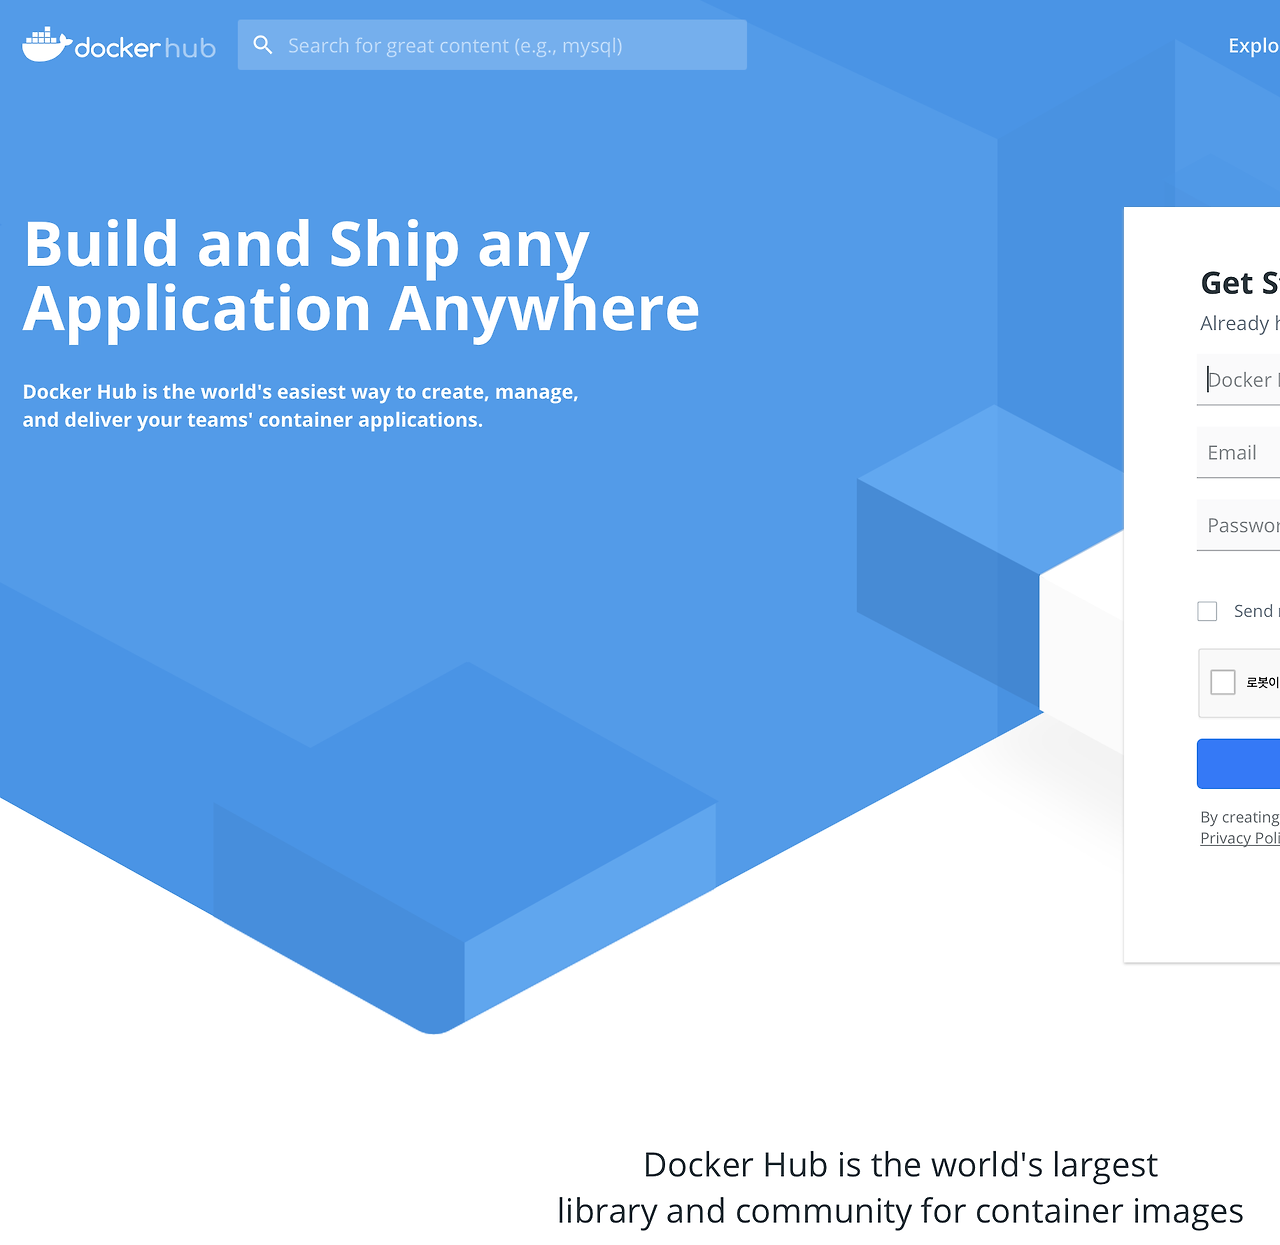 docker hub
Search for great content (e.g., mysql)
Explo
Build and Ship any
Application Anywhere
Docker Hub is the world's easiest way to create, manage,
and deliver your teams' container applications.
Get S
Already h
Docker
Email
Passwor
Send
로봇이
By creating
Privacy Poli
Docker Hub is the world's largest
library and community for container images